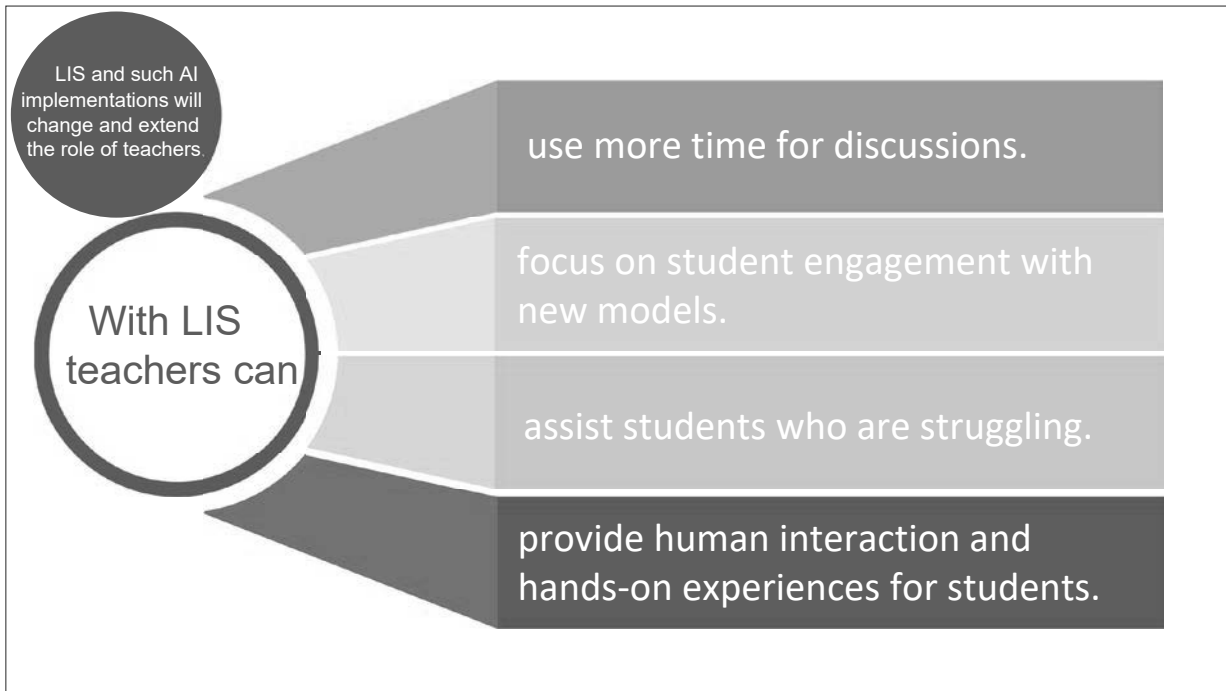 LIS and such AI
implementations will
change and extend
the role of teachers.
With LIS
teachers can
use more time for discussions.
focus on student engagement with
new models.
assist students who are struggling.
provide human interaction and
hands-on experiences for students.